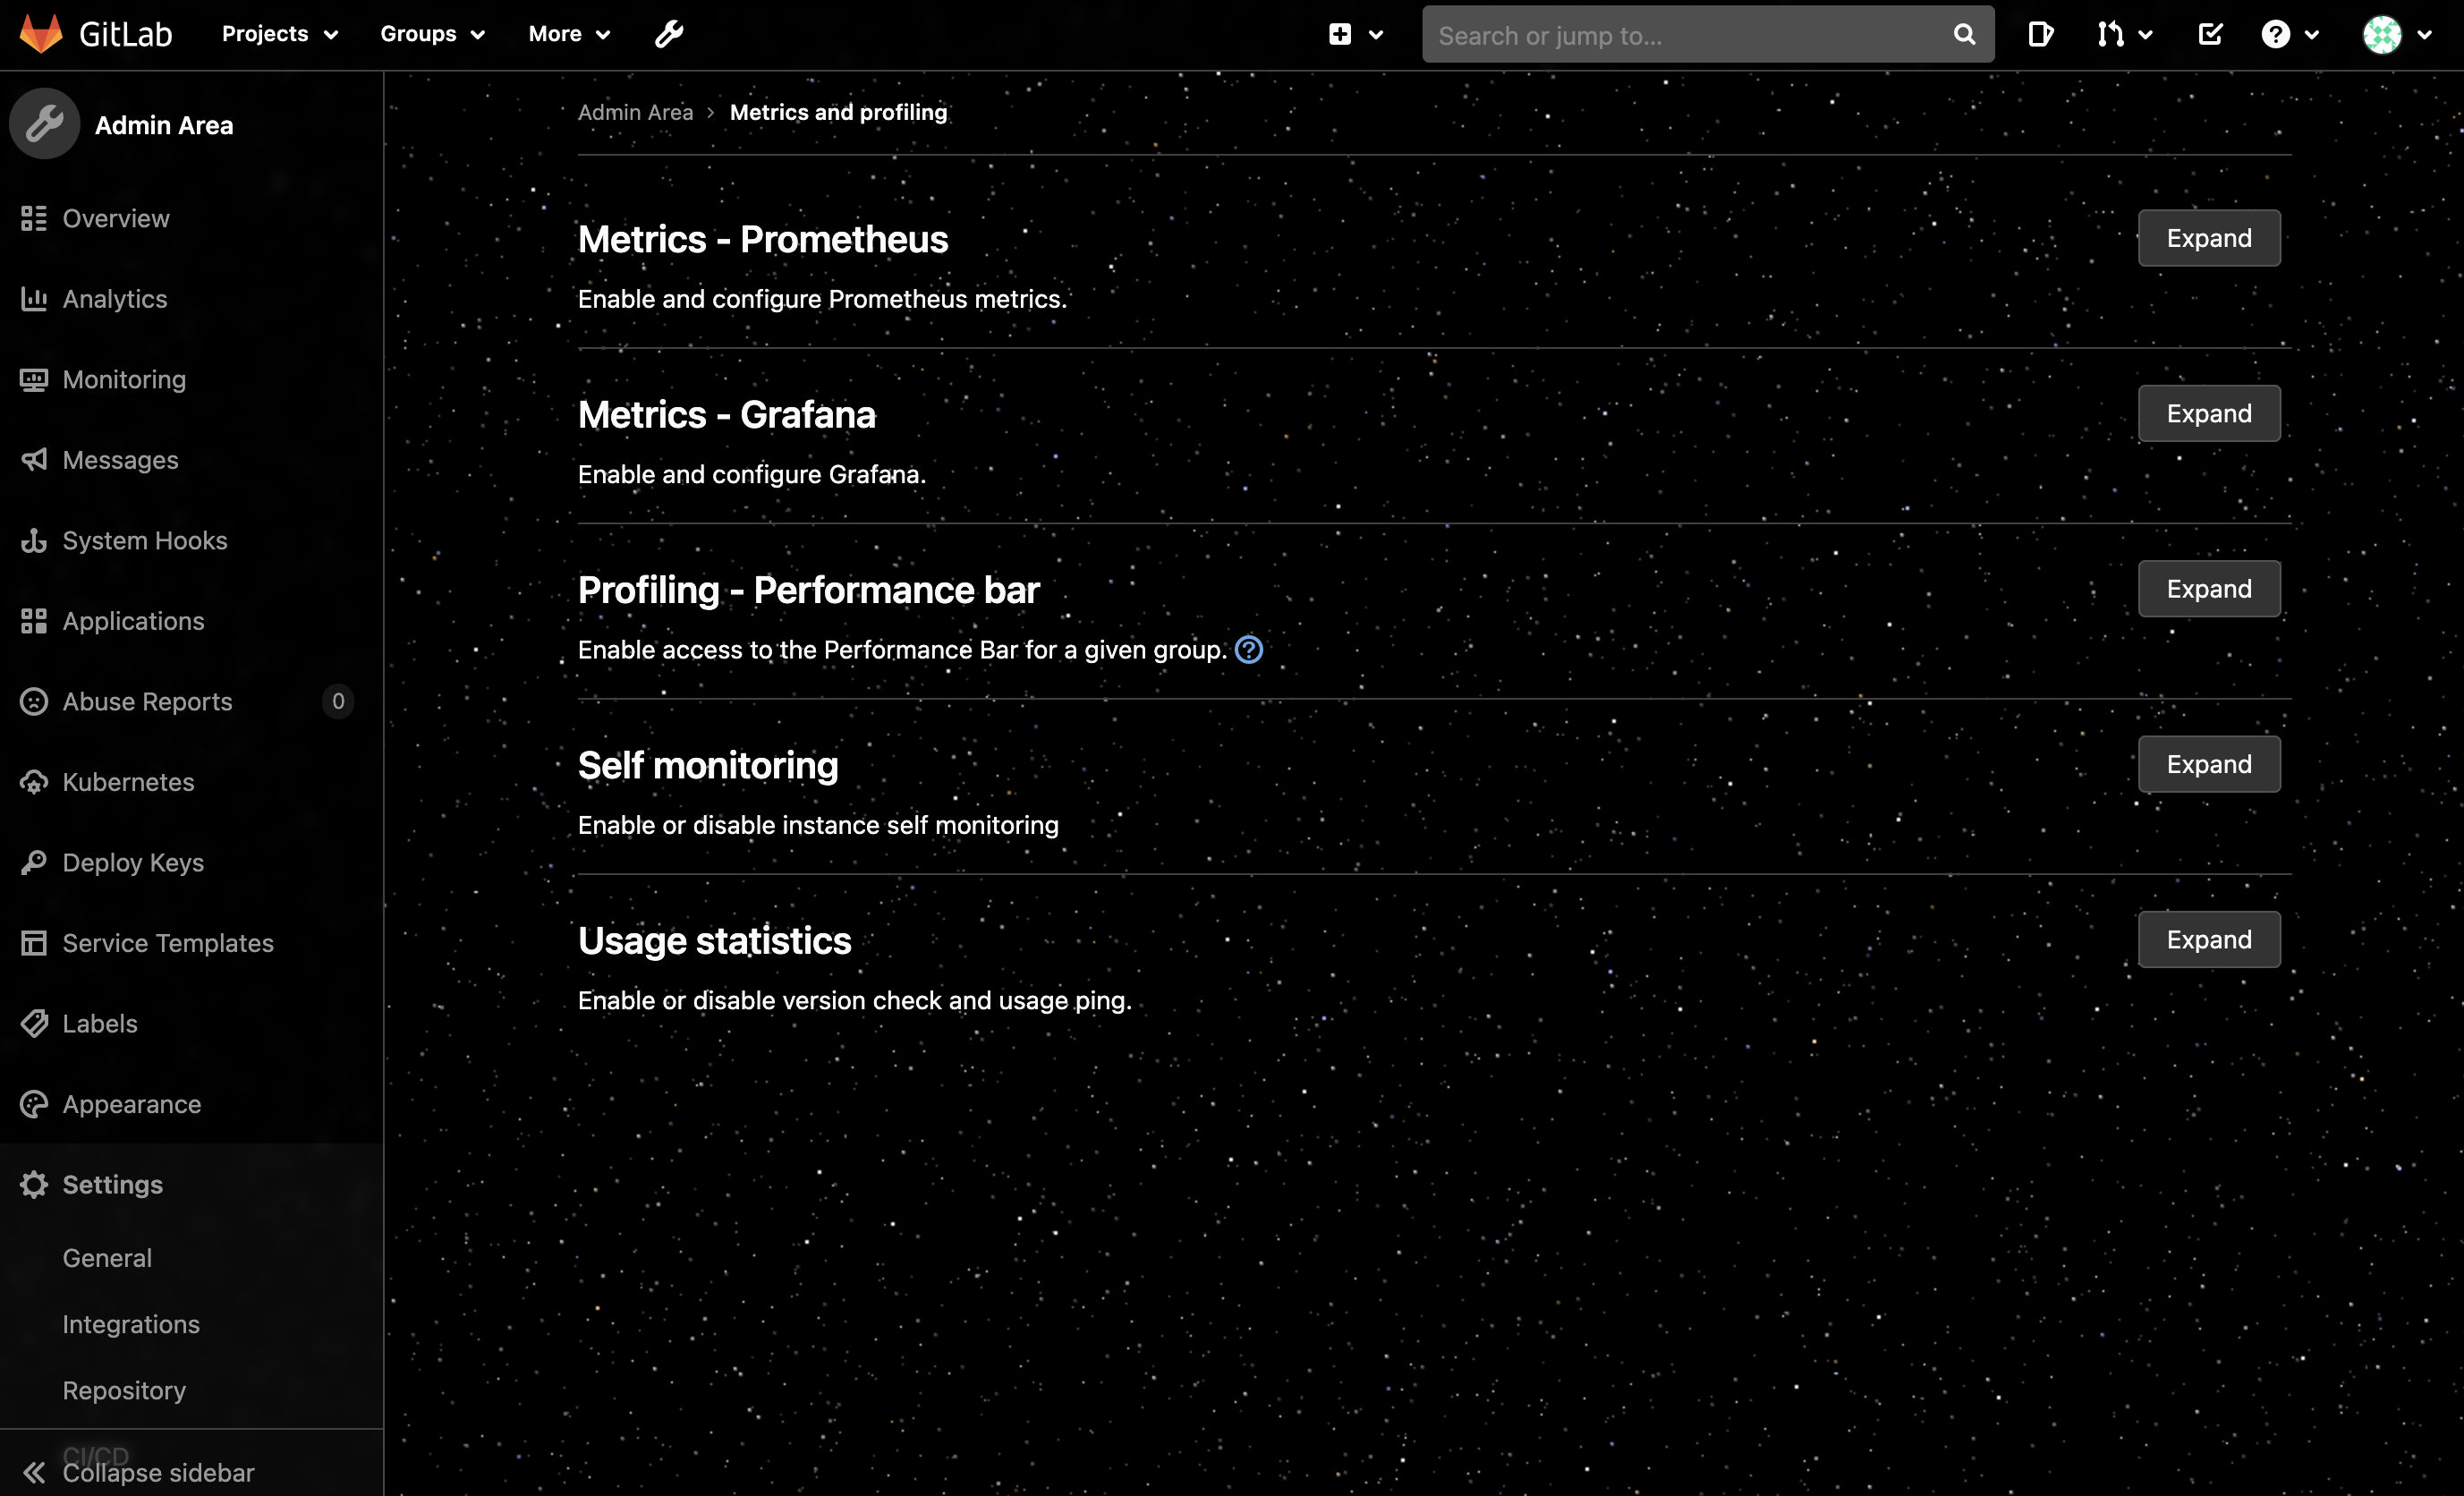 GitLab Projects Groups More Search or jump to...
Admin Area
Overview
Analytics
Monitoring
Messages
System Hooks
Applications
Abuse Reports 0
Kubernetes
Deploy Keys
Service Templates
Labels
Appearance
Settings
General
Integrations
Repository
CI/CD
Collapse sidebar
Admin Area > Metrics and profiling
Metrics - Prometheus
Expand
Enable and configure Prometheus metrics.
Metrics - Grafana
Expand
Enable and configure Grafana.
Profiling - Performance bar
Expand
Enable access to the Performance Bar for a given group.
Self monitoring
Expand
Enable or disable instance self monitoring
Usage statistics
Expand
Enable or disable version check and usage ping.